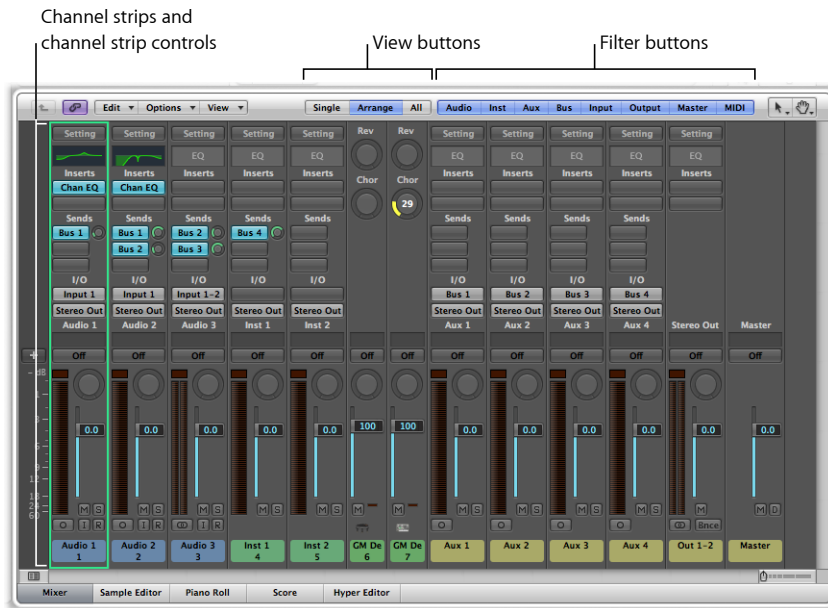 Channel strips and
channel strip controls
View buttons
Filter buttons
Edit Options View Single Arrange All Audio Inst Aux Bus Input Output Master MIDI
Setting Setting Setting Setting Setting Rev Rev Setting Setting Setting Setting Setting
EQ EQ EQ EQ EQ EQ EQ EQ
Inserts Inserts Inserts Inserts Inserts Chor Chor Inserts Inserts Inserts Inserts Inserts
Chan EQ Chan EQ
29
Sends Sends Sends Sends Sends Sends Sends Sends Sends
Bus 1 Bus 1 Bus 2 Bus 4
Bus 2 Bus 3
I/O I/O I/O I/O I/O I/O I/O I/O I/O
Input 1 Input 1 Input 1-2 Bus 1 Bus 2 Bus 3 Bus 4
Stereo Out Stereo Out Stereo Out Stereo Out Stereo Out Stereo Out Stereo Out Stereo Out Stereo Out
Audio 1 Audio 2 Audio 3 Inst 1 Inst 2 Aux 1 Aux 2 Aux 3 Aux 4 Stereo Out Master
+ Off Off Off Off Off Off Off Off Off Off Off Off Off
dB
1
3
100 100
0.0 0.0 0.0 0.0 0.0 0.0 0.0 0.0 0.0 0.0 0.0
6
9
12
18
24
60
M S M S M S M S M S M M M S M S M S M S M M D
I R I R I R Bnce
Audio 1 Audio 2 Audio 3 Inst 1 Inst 2 GM De GM De Aux 1 Aux 2 Aux 3 Aux 4 Out 1-2 Master
1 2 3 4 5 6 7
Mixer Sample Editor Piano Roll Score Hyper Editor